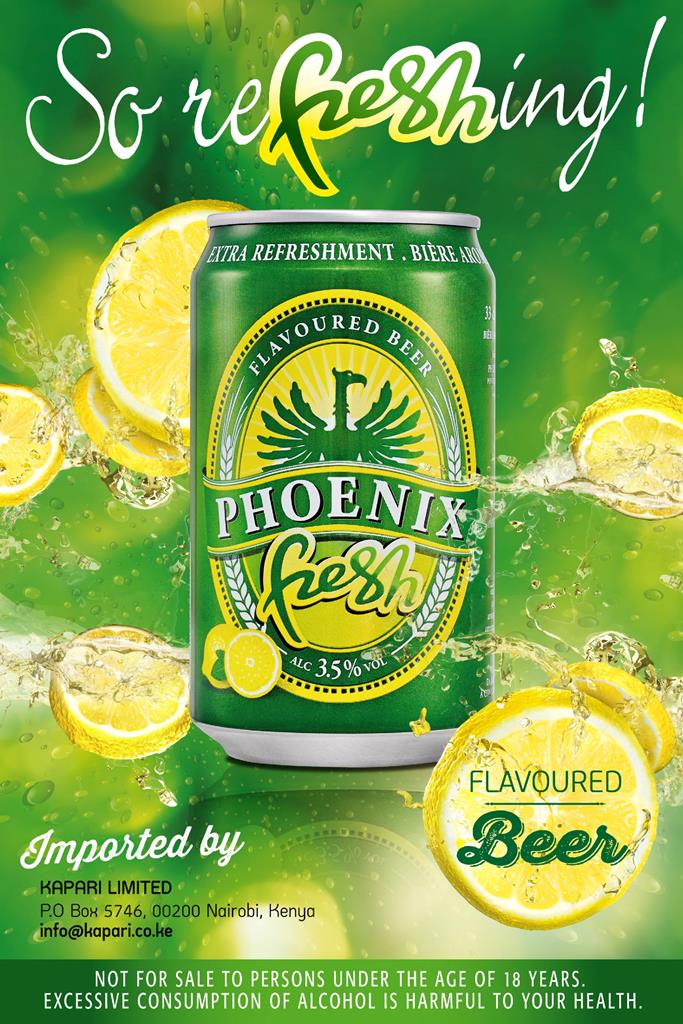 So refreshing!
EXTRA REFRESHMENT . BIÈRE
FLAVOURED BEER
PHOENIX
fresh
ALC 3.5% VOL
FLAVOURED
Beer
Imported by
KAPARI LIMITED
P.O Box 5746, 00200 Nairobi, Kenya
info@kapari.co.ke
NOT FOR SALE TO PERSONS UNDER THE AGE OF 18 YEARS.
EXCESSIVE CONSUMPTION OF ALCOHOL IS HARMFUL TO YOUR HEALTH.